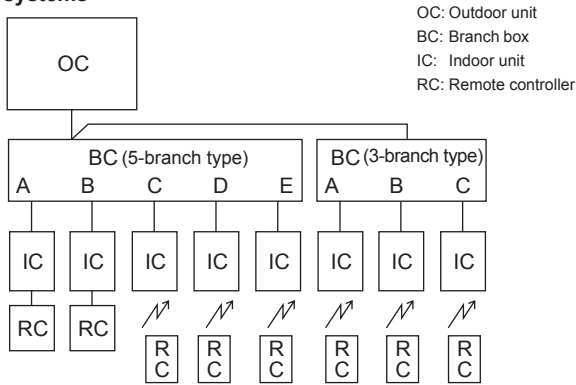 systems
OC: Outdoor unit
BC: Branch box
IC: Indoor unit
RC: Remote controller
OC
BC (5-branch type)
BC (3-branch type)
A B C D E
A B C
IC IC IC IC IC IC IC IC
RC RC
R R R R R R
C C C C C C